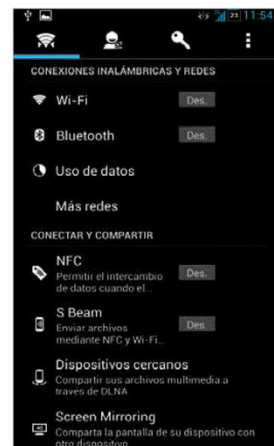 23 11:54
CONEXIONES INALÁMBRICAS Y REDES
Wi-Fi Des.
Bluetooth Des.
Uso de datos
Más redes
CONECTAR Y COMPARTIR
NFC
Permitir el intercambio
de datos cuando el...
Des.
S Beam
Enviar archivos
mediante NFC y Wi-Fi...
Des.
Dispositivos cercanos
Compartir sus archivos multimedia a
través de DLNA
Screen Mirroring
Comparta la pantalla de su dispositivo con
otro dispositivo